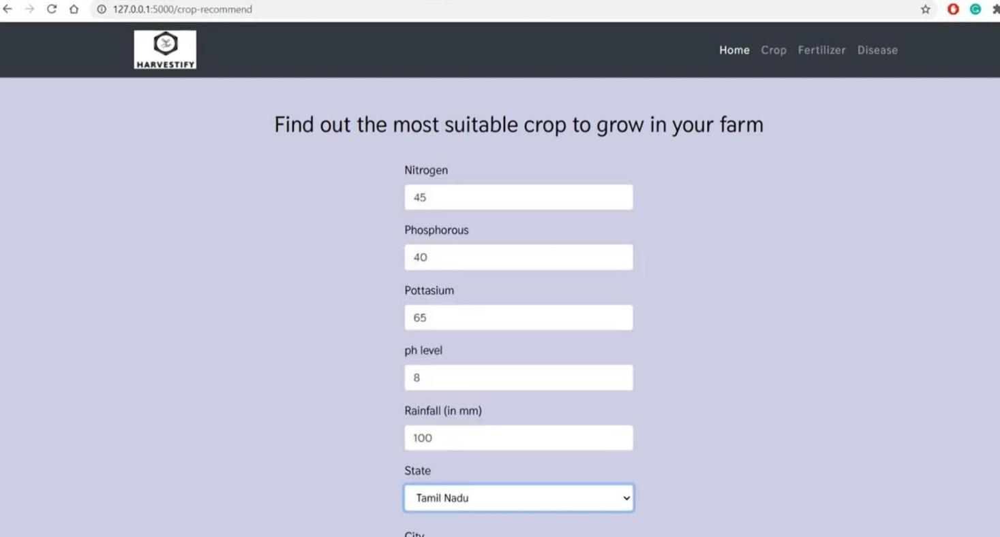 127.0.0.1:5000/crop-recommend
HARVESTIFY
Home Crop Fertilizer Disease
Find out the most suitable crop to grow in your farm
Nitrogen
45
Phosphorous
40
Pottasium
65
ph level
8
Rainfall (in mm)
100
State
Tamil Nadu
City